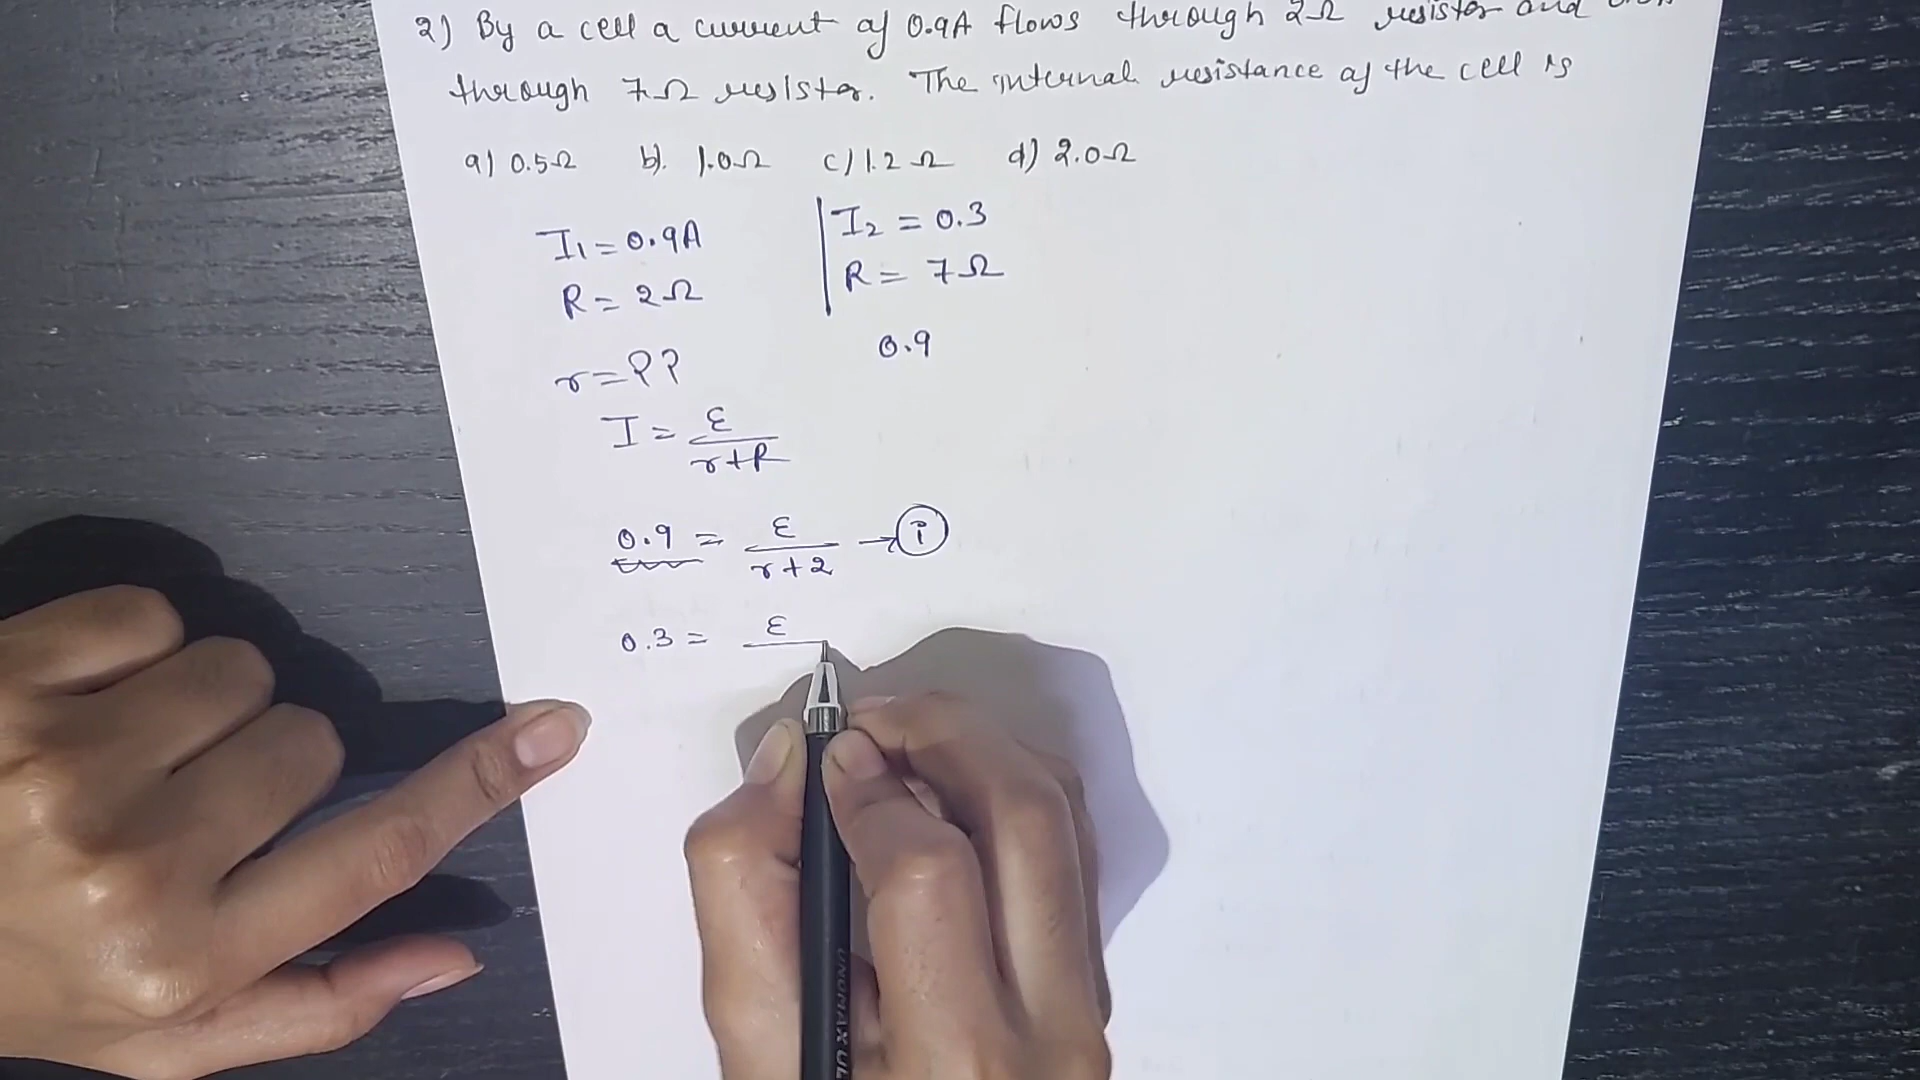 2) By a cell a current of 0.9A flows through 2Ω resistor and
through 7Ω resistor. The internal resistance of the cell is
a) 0.5Ω b). 1.0Ω c) 1.2 Ω d) 2.0Ω
I₁ = 0.9A
R = 2Ω
I₂ = 0.3
R = 7Ω
0.9
r = ??
I = ε / r+R
0.9 = ε / r+2 → i
0.3 = ε
UNOMAX UL